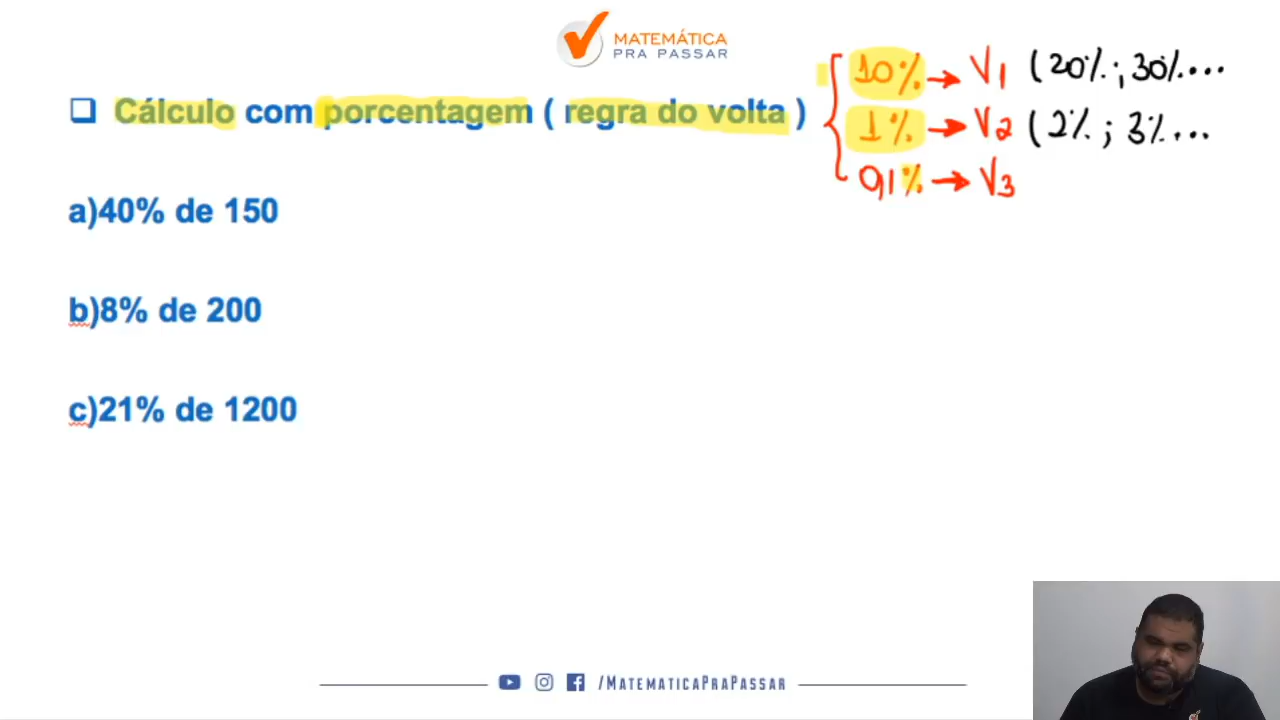 MATEMÁTICA
PRA PASSAR
❑ Cálculo com porcentagem ( regra do volta )
10% → V1 (20% ; 30%...
1% → V2 (2% ; 3%...
0,1% → V3
a)40% de 150
b)8% de 200
c)21% de 1200
/MATEMATICAPRAPASSAR